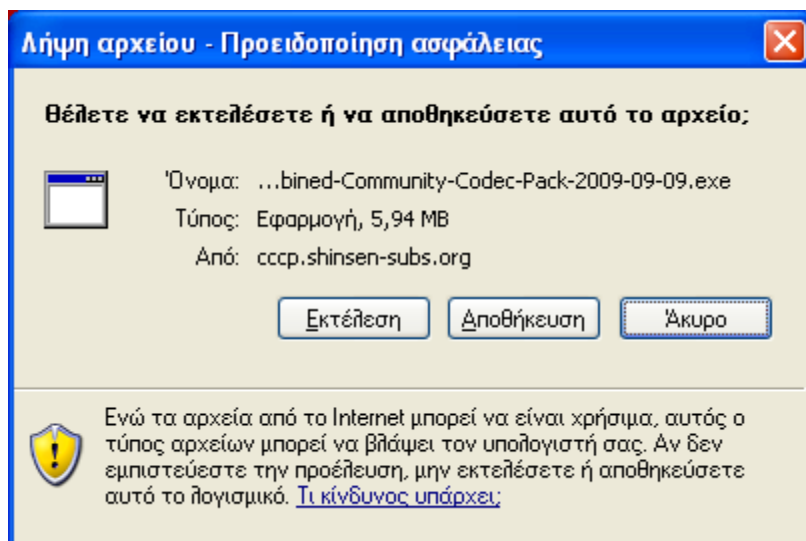 Λήψη αρχείου - Προειδοποίηση ασφάλειας
Θέλετε να εκτελέσετε ή να αποθηκεύσετε αυτό το αρχείο;
Όνομα: ...bined-Community-Codec-Pack-2009-09-09.exe
Τύπος: Εφαρμογή, 5,94 MB
Από: cccp.shinsen-subs.org
Εκτέλεση Αποθήκευση Άκυρο
Ενώ τα αρχεία από το Internet μπορεί να είναι χρήσιμα, αυτός ο
τύπος αρχείων μπορεί να βλάψει τον υπολογιστή σας. Αν δεν
εμπιστεύεστε την προέλευση, μην εκτελέσετε ή αποθηκεύσετε
αυτό το λογισμικό. Τι κίνδυνος υπάρχει;